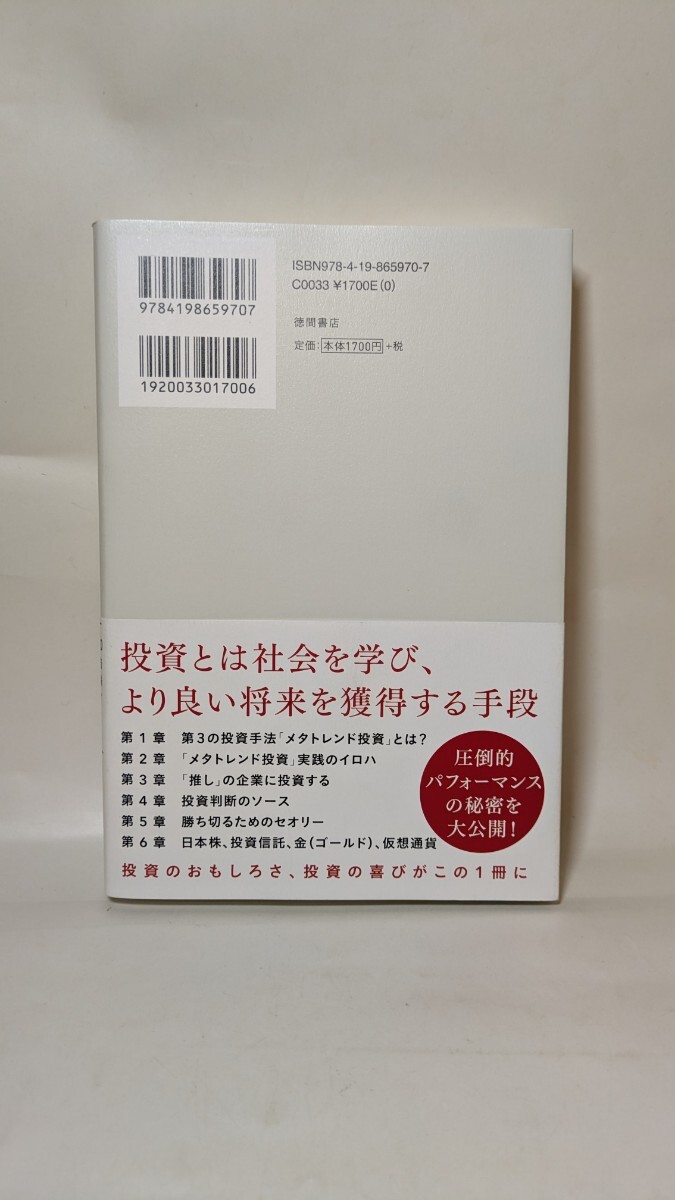 ISBN978-4-19-865970-7
C0033 ¥1700E(0)
9784198659707
徳間書店
定価:本体1700円+税
1920033017006
投資とは社会を学び、
より良い将来を獲得する手段
第1章 第3の投資手法「メタトレンド投資」とは?
第2章 「メタトレンド投資」実践のイロハ
第3章 「推し」の企業に投資する
第4章 投資判断のソース
第5章 勝ち切るためのセオリー
第6章 日本株、投資信託、金(ゴールド)、仮想通貨
圧倒的
パフォーマンス
の秘密を
大公開!
投資のおもしろさ、投資の喜びがこの1冊に